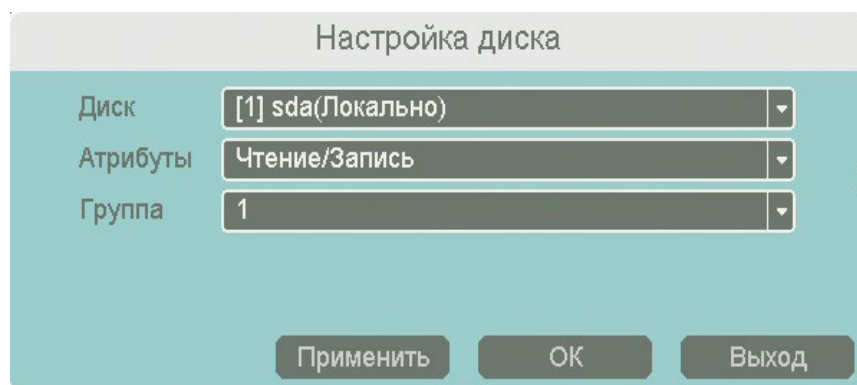 Настройка диска
Диск [1] sda(Локально)
Атрибуты Чтение/Запись
Группа 1
Применить ОК Выход